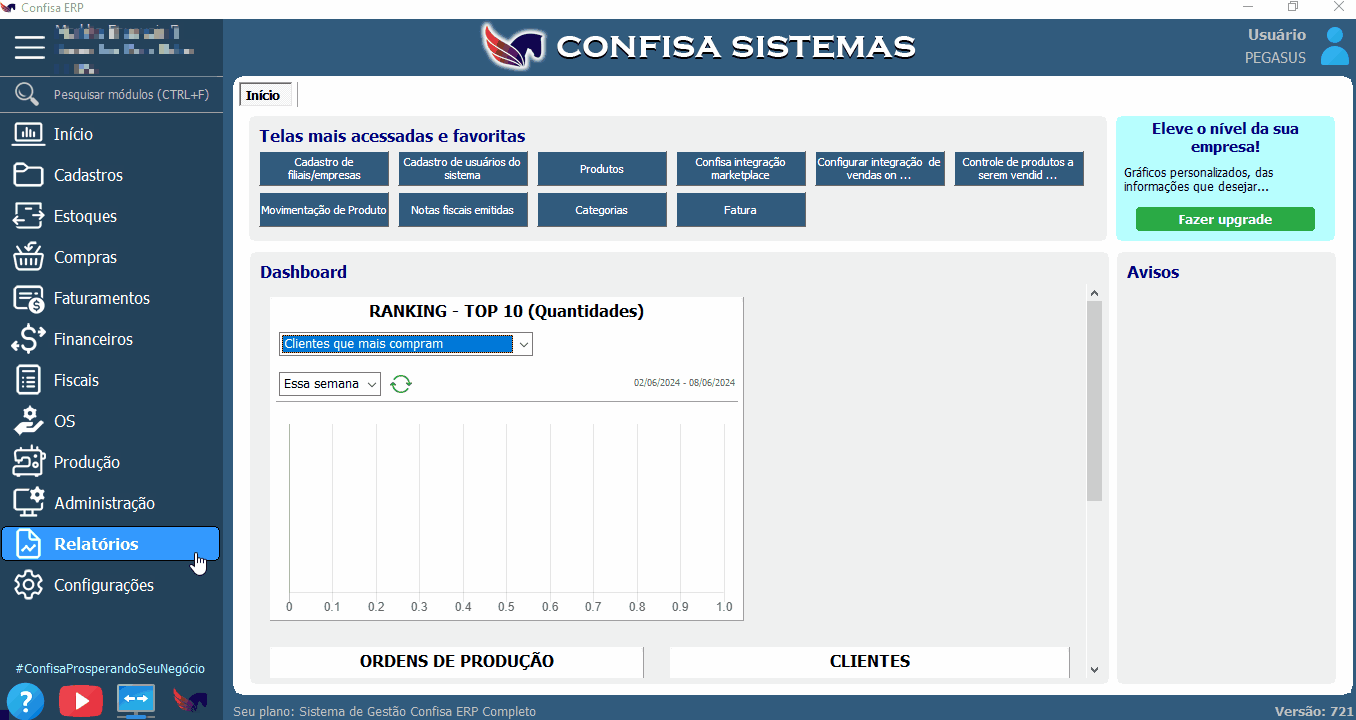 Confisa ERP
CONFISA SISTEMAS
Usuário
PEGASUS
Pesquisar módulos (CTRL+F)
Início
Cadastros
Estoques
Compras
Faturamentos
Financeiros
Fiscais
OS
Produção
Administração
Relatórios
Configurações
#ConfisaProsperandoSeuNegócio
?
Início
Telas mais acessadas e favoritas
Cadastro de
filiais/empresas
Cadastro de usuários do
sistema
Produtos
Confisa integração
marketplace
Configurar integração de
vendas on ...
Controle de produtos a
serem vendid ...
Movimentação de Produto
Notas fiscais emitidas
Categorias
Fatura
Eleve o nível da sua
empresa!
Gráficos personalizados, das
informações que desejar...
Fazer upgrade
Dashboard
RANKING - TOP 10 (Quantidades)
Clientes que mais compram
Essa semana
02/06/2024 - 08/06/2024
0 0.1 0.2 0.3 0.4 0.5 0.6 0.7 0.8 0.9 1.0
ORDENS DE PRODUÇÃO
CLIENTES
Avisos
Seu plano: Sistema de Gestão Confisa ERP Completo
Versão: 721